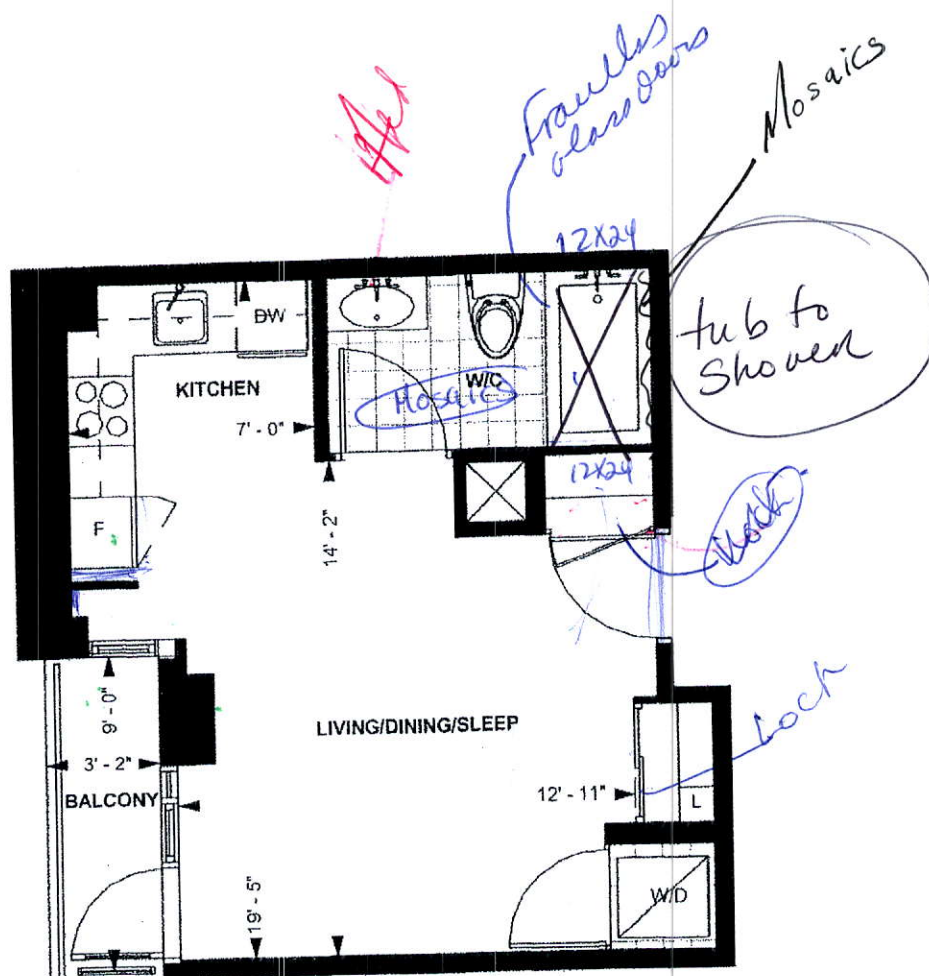 Frameless
glass doors
Mosaics
12x24
tub to
Shower
DW
KITCHEN
W/C
Mosaics
7' - 0"
12x24
F
14' - 2"
LIVING/DINING/SLEEP
9' - 0"
3' - 2"
BALCONY
12' - 11"
Lock
L
19' - 5"
W/D